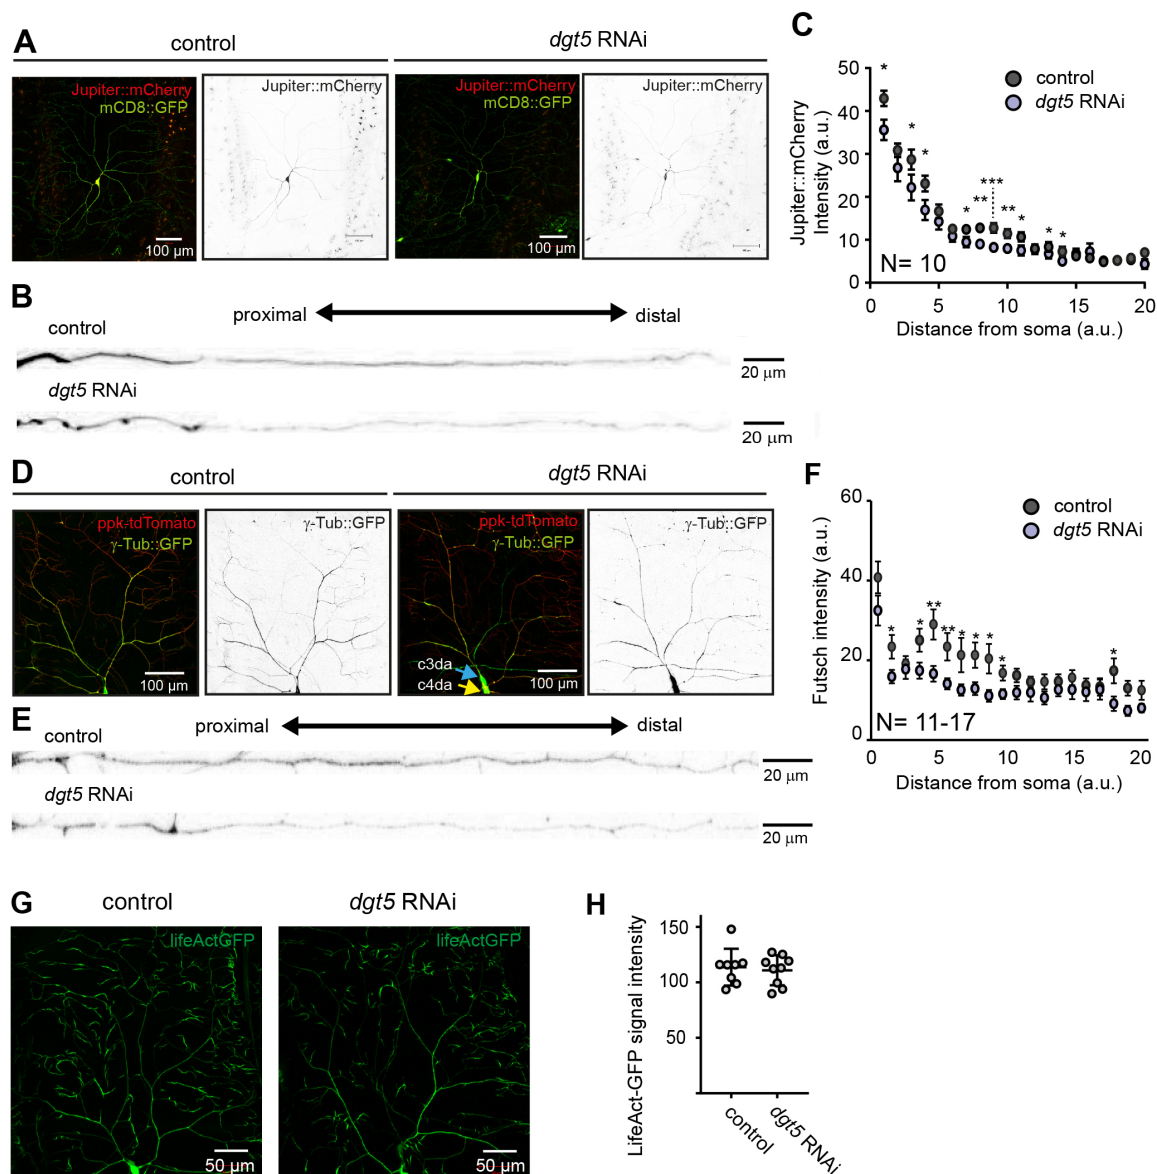 A
control
dgt5 RNAi
Jupiter::mCherry
mCD8::GFP
100 µm
Jupiter::mCherry
Jupiter::mCherry
mCD8::GFP
100 µm
Jupiter::mCherry
C
Jupiter::mCherry
Intensity (a.u.)
50
40
30
20
10
0
* * * * ** *** ** * * *
control
dgt5 RNAi
N= 10
0 5 10 15 20
Distance from soma (a.u.)
B
proximal
distal
control
20 µm
dgt5 RNAi
20 µm
D
control
dgt5 RNAi
ppk-tdTomato
γ-Tub::GFP
100 µm
γ-Tub::GFP
ppk-tdTomato
γ-Tub::GFP
c3da
c4da
100 µm
γ-Tub::GFP
F
Futsch intensity (a.u.)
60
40
20
0
* * ** ** * * * * *
control
dgt5 RNAi
N= 11-17
0 5 10 15 20
Distance from soma (a.u.)
E
proximal
distal
control
20 µm
dgt5 RNAi
20 µm
G
control
dgt5 RNAi
lifeActGFP
50 µm
lifeActGFP
50 µm
H
LifeAct-GFP signal intensity
150
100
50
control
dgt5 RNAi